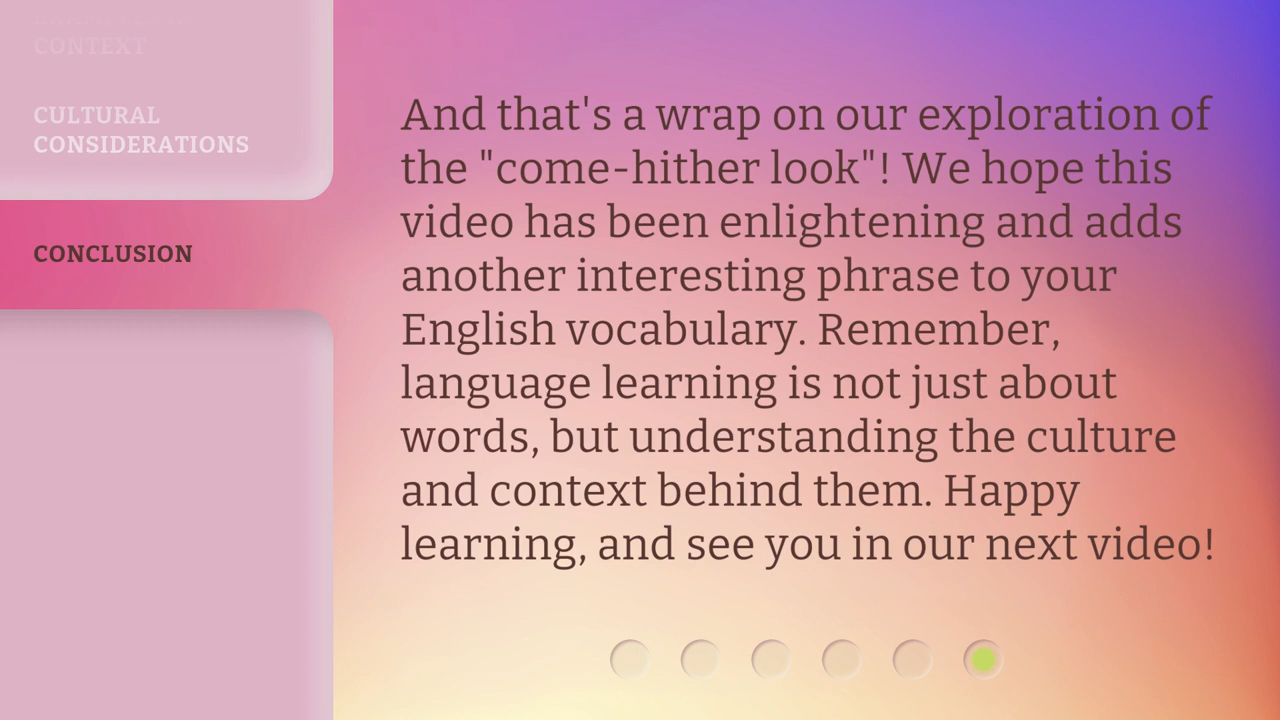 CONTEXT
CULTURAL
CONSIDERATIONS
CONCLUSION
And that's a wrap on our exploration of
the "come-hither look"! We hope this
video has been enlightening and adds
another interesting phrase to your
English vocabulary. Remember,
language learning is not just about
words, but understanding the culture
and context behind them. Happy
learning, and see you in our next video!